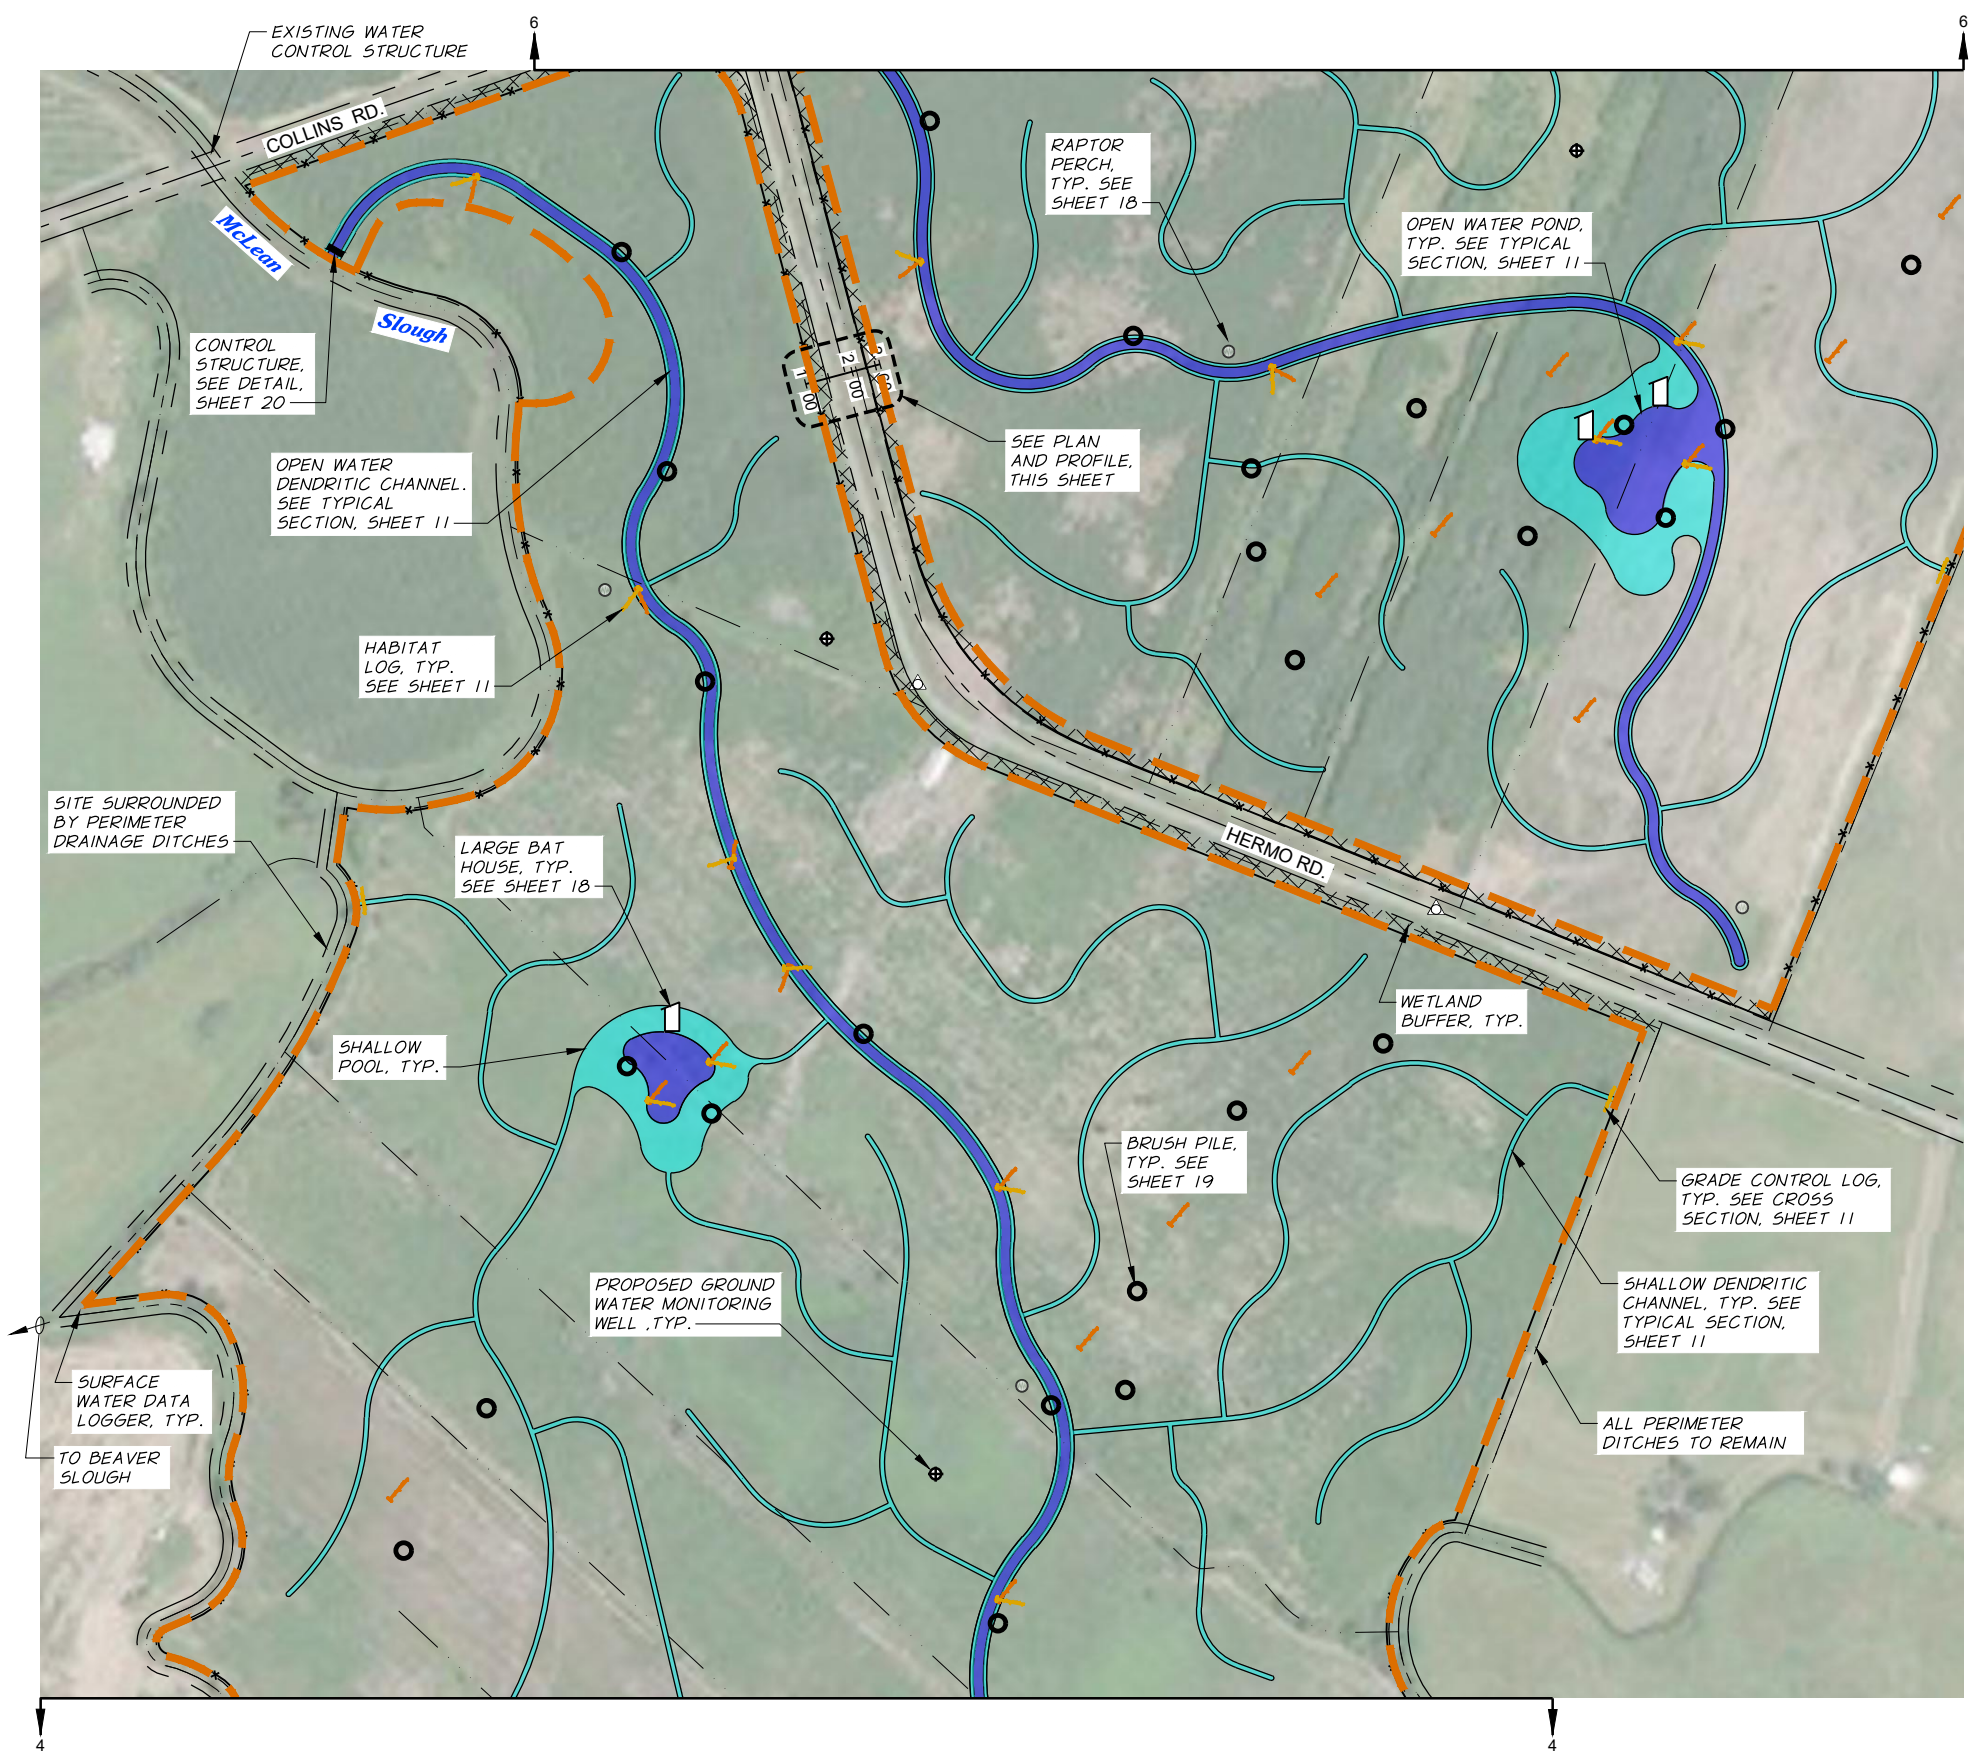 6
6
EXISTING WATER
CONTROL STRUCTURE
COLLINS RD.
McLean
Slough
RAPTOR
PERCH,
TYP. SEE
SHEET 18
OPEN WATER POND,
TYP. SEE TYPICAL
SECTION, SHEET 11
CONTROL
STRUCTURE,
SEE DETAIL,
SHEET 20
1+00
2+00
SEE PLAN
AND PROFILE,
THIS SHEET
OPEN WATER
DENDRITIC CHANNEL.
SEE TYPICAL
SECTION, SHEET 11
HABITAT
LOG, TYP.
SEE SHEET 11
SITE SURROUNDED
BY PERIMETER
DRAINAGE DITCHES
LARGE BAT
HOUSE, TYP.
SEE SHEET 18
HERMO RD.
WETLAND
BUFFER, TYP.
SHALLOW
POOL, TYP.
BRUSH PILE,
TYP. SEE
SHEET 19
GRADE CONTROL LOG,
TYP. SEE CROSS
SECTION, SHEET 11
PROPOSED GROUND
WATER MONITORING
WELL ,TYP.
SHALLOW DENDRITIC
CHANNEL, TYP. SEE
TYPICAL SECTION,
SHEET 11
SURFACE
WATER DATA
LOGGER, TYP.
ALL PERIMETER
DITCHES TO REMAIN
TO BEAVER
SLOUGH
4
4